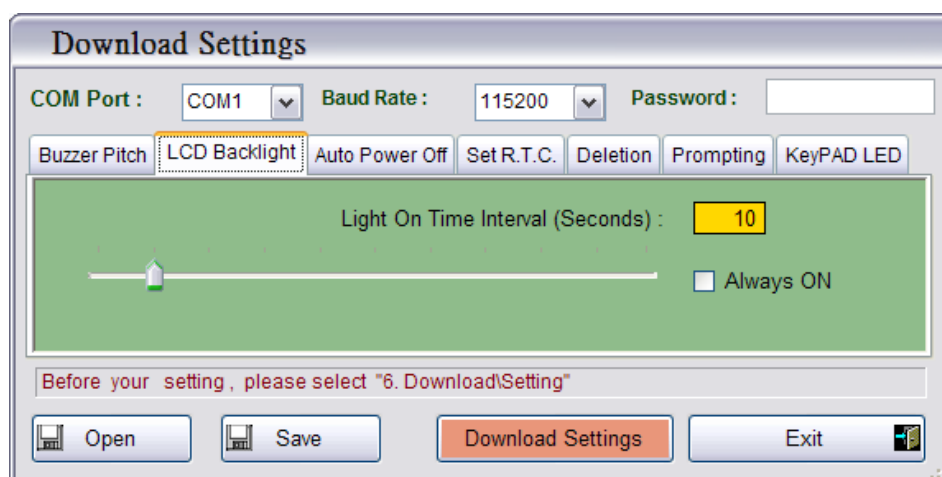 Download Settings
COM Port : COM1 Baud Rate : 115200 Password :
Buzzer Pitch LCD Backlight Auto Power Off Set R.T.C. Deletion Prompting KeyPAD LED
Light On Time Interval (Seconds) : 10
Always ON
Before your setting , please select "6. Download\Setting"
Open Save Download Settings Exit